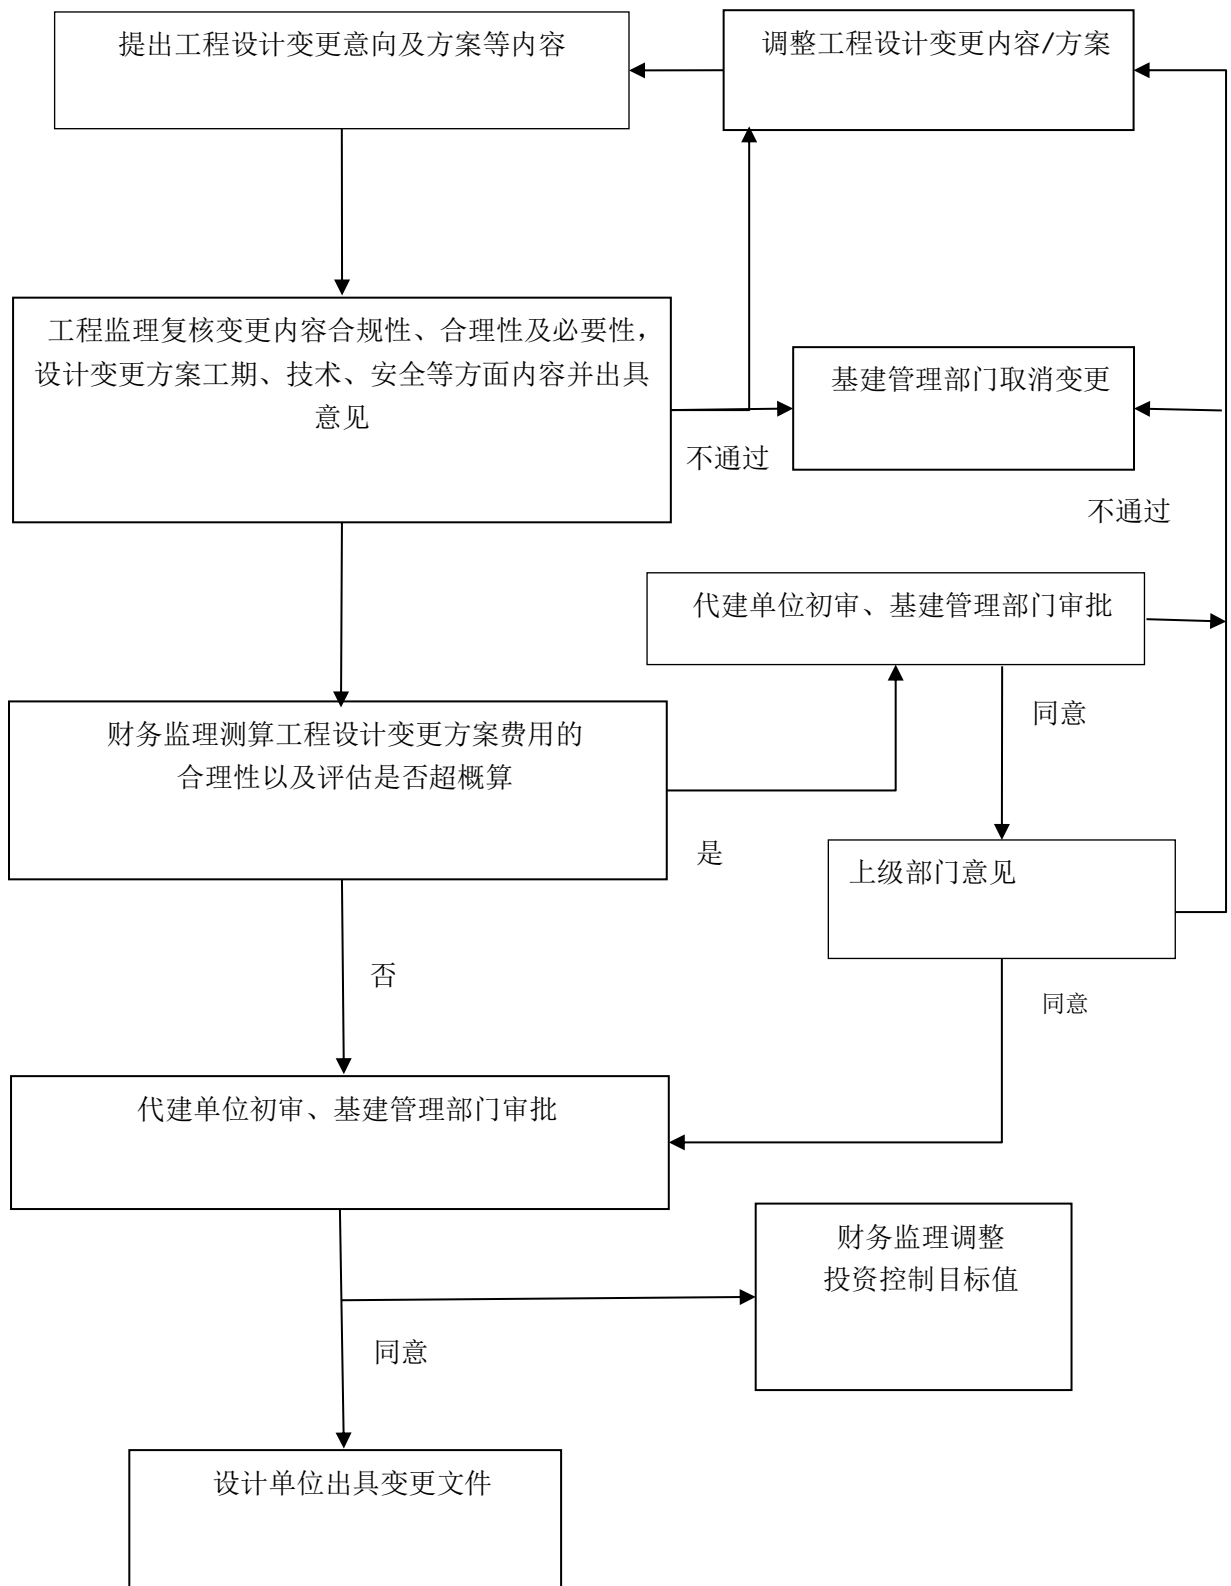 提出工程设计变更意向及方案等内容
调整工程设计变更内容/方案
工程监理复核变更内容合规性、合理性及必要性，
设计变更方案工期、技术、安全等方面内容并出具
意见
基建管理部门取消变更
不通过
不通过
代建单位初审、基建管理部门审批
同意
财务监理测算工程设计变更方案费用的
合理性以及评估是否超概算
是
上级部门意见
否
同意
代建单位初审、基建管理部门审批
财务监理调整
投资控制目标值
同意
设计单位出具变更文件